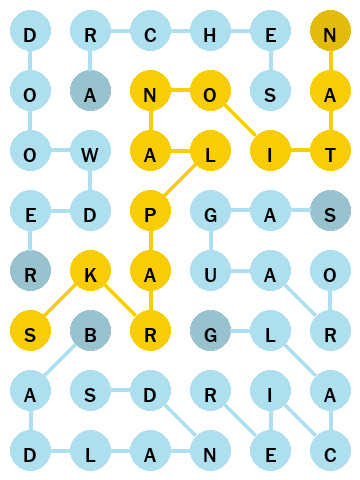 D R C H E N
O A N O S A
O W A L I T
E D P G A S
R K A U A O
S B R G L R
A S D R I A
D L A N E C